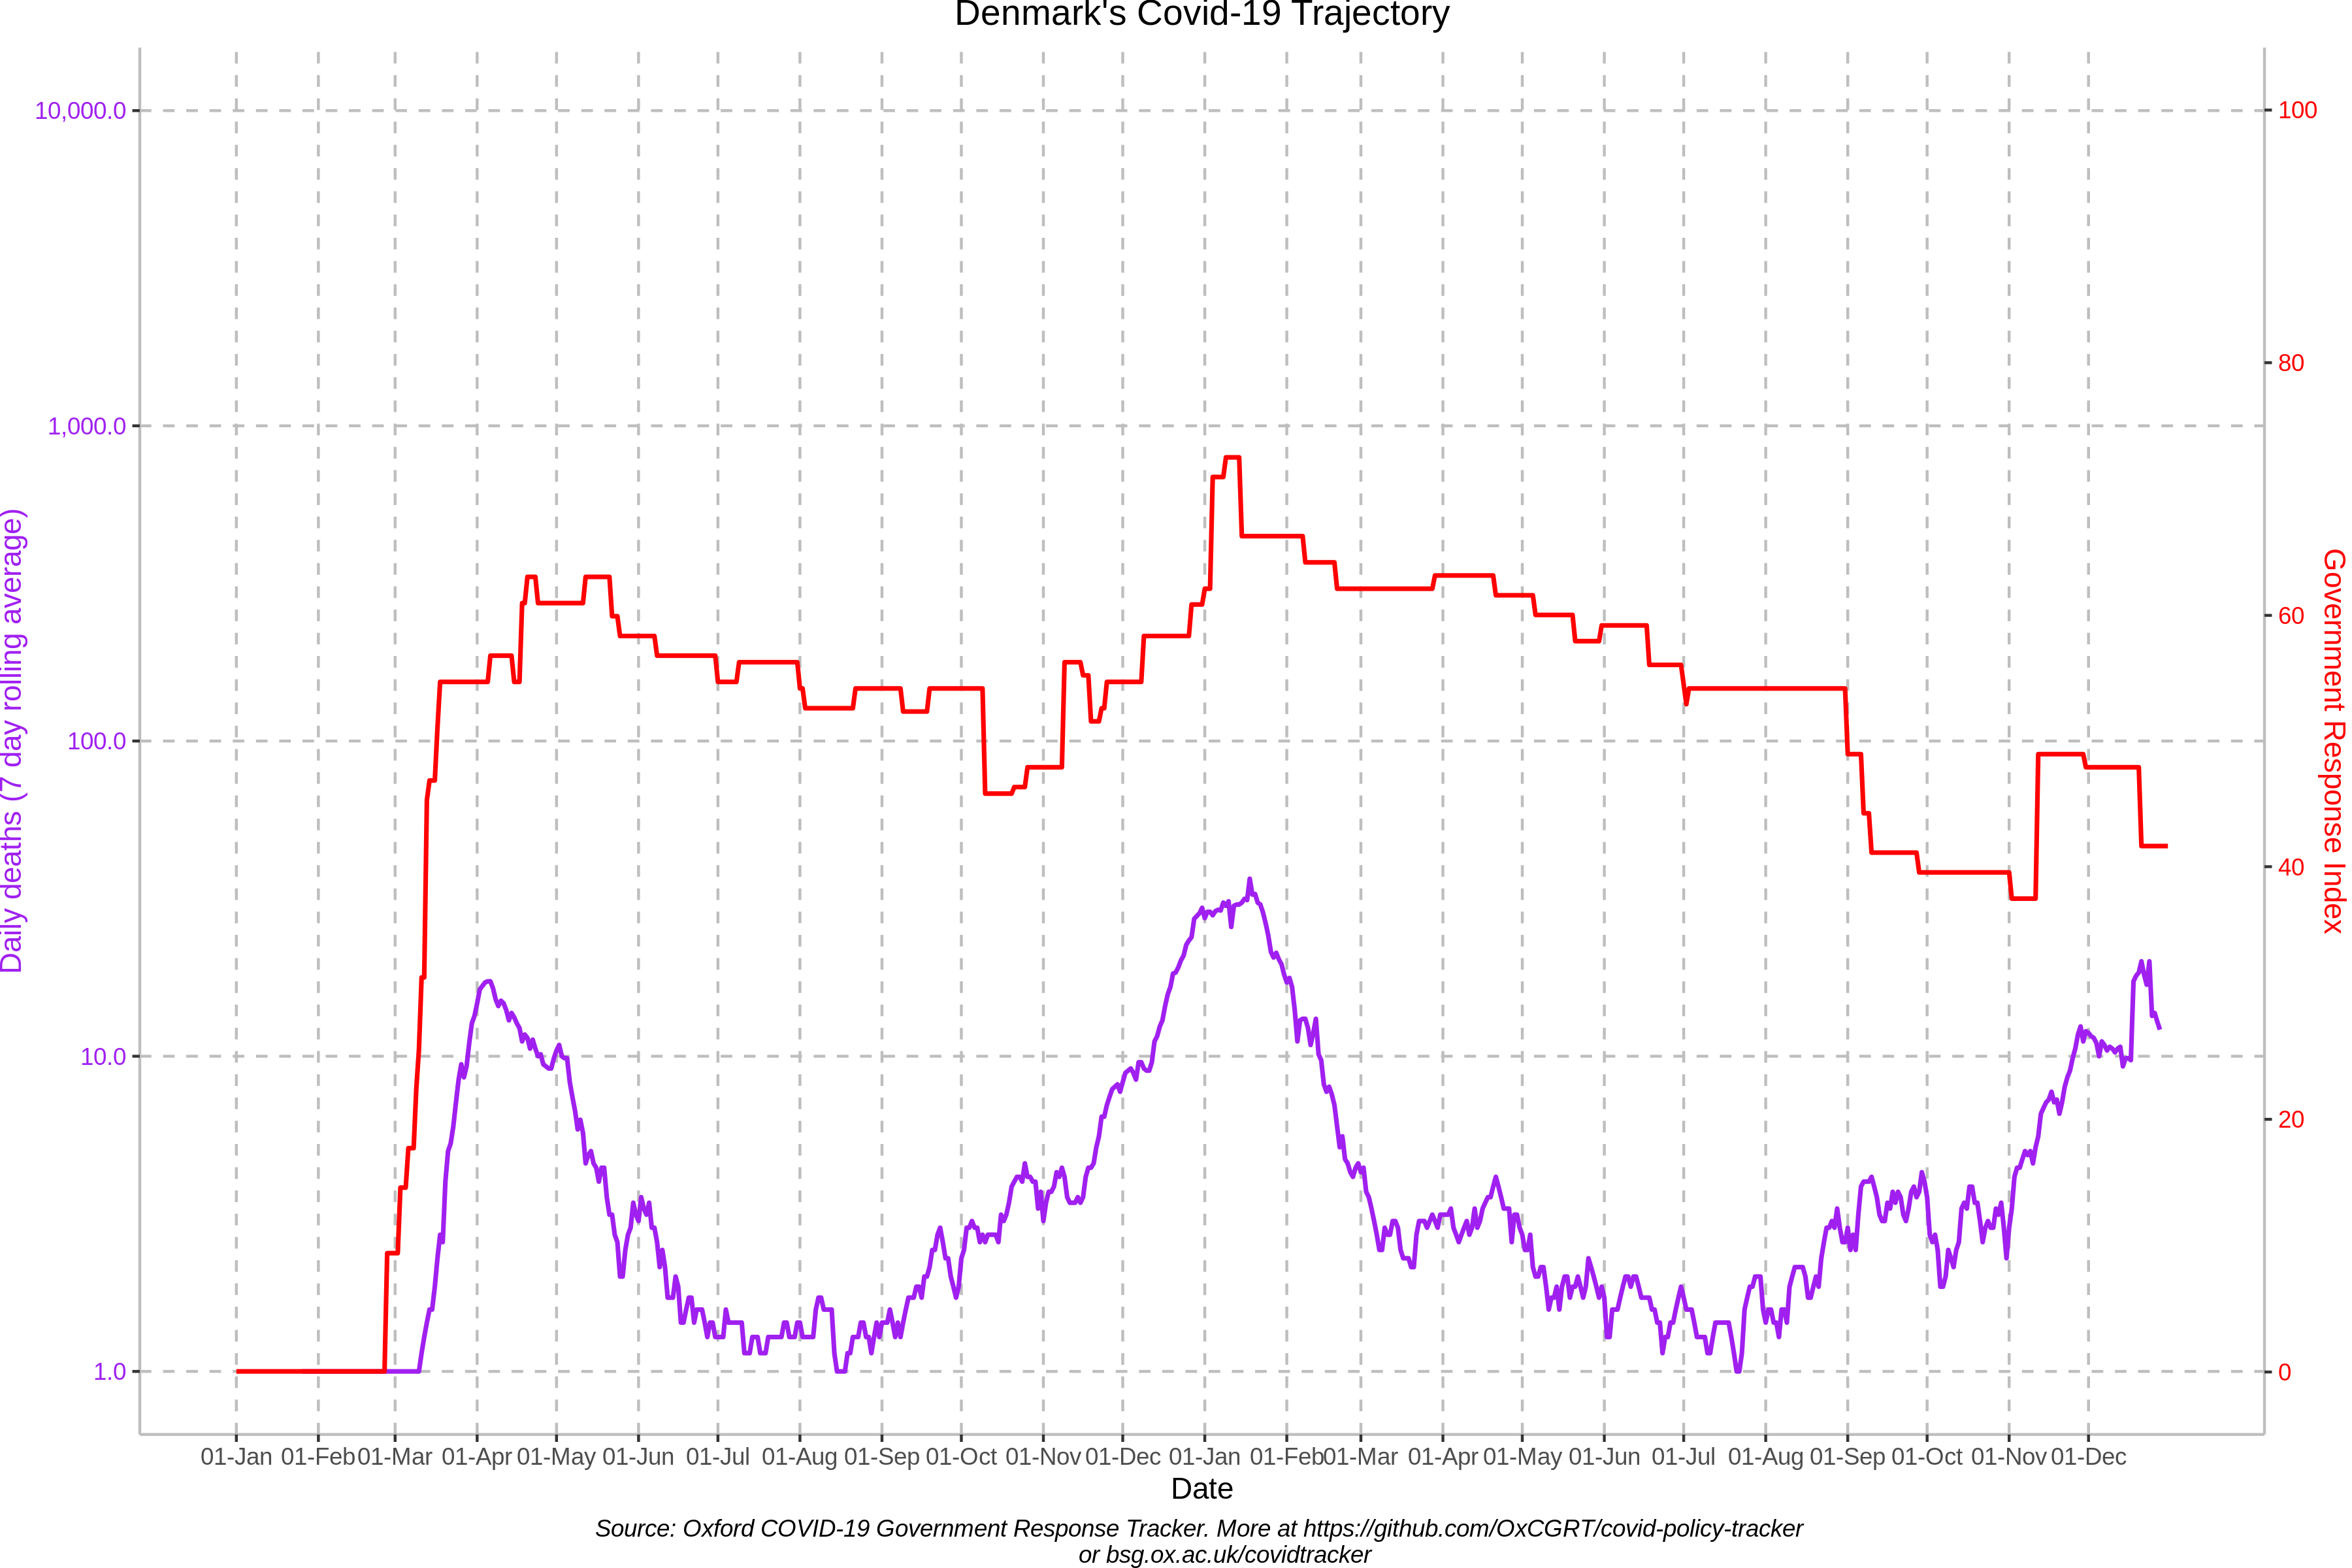 Denmark's Covid-19 Trajectory
10,000.0
1,000.0
100.0
10.0
1.0
Daily deaths (7 day rolling average)
100
80
60
40
20
0
Government Response Index
01-Jan 01-Feb 01-Mar 01-Apr 01-May 01-Jun 01-Jul 01-Aug 01-Sep 01-Oct 01-Nov 01-Dec 01-Jan 01-Feb 01-Mar 01-Apr 01-May 01-Jun 01-Jul 01-Aug 01-Sep 01-Oct 01-Nov 01-Dec
Date
Source: Oxford COVID-19 Government Response Tracker. More at https://github.com/OxCGRT/covid-policy-tracker
or bsg.ox.ac.uk/covidtracker